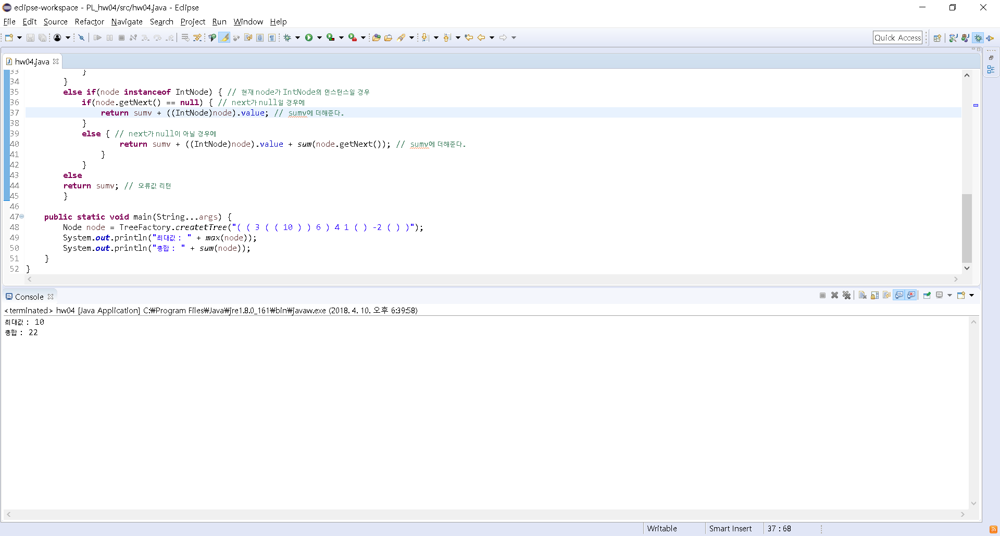 eclipse-workspace - PL_hw04/src/hw04.java - Eclipse
File Edit Source Refactor Navigate Search Project Run Window Help
Quick Access
hw04.java
33 }
34 }
35 else if(node instanceof IntNode) { // 현재 node가 IntNode의 인스턴스일 경우
36 if(node.getNext() == null) { // next가 null일 경우에
37 return sumv + ((IntNode)node).value; // sumv에 더해준다.
38 }
39 else { // next가 null이 아닐 경우에
40 return sumv + ((IntNode)node).value + sum(node.getNext()); // sumv에 더해준다.
41 }
42 }
43 else
44 return sumv; // 오류값 리턴
45 }
46
47 public static void main(String...args) {
48 Node node = TreeFactory.createtTree("( ( 3 ( ( 10 ) ) 6 ) 4 1 ( ) -2 ( ) )");
49 System.out.println("최대값 : " + max(node));
50 System.out.println("총합 : " + sum(node));
51 }
52 }
Console
<terminated> hw04 [Java Application] C:₩Program Files₩Java₩jre1.8.0_161₩bin₩javaw.exe (2018. 4. 10. 오후 6:39:58)
최대값 : 10
총합 : 22
Writable Smart Insert 37 : 68